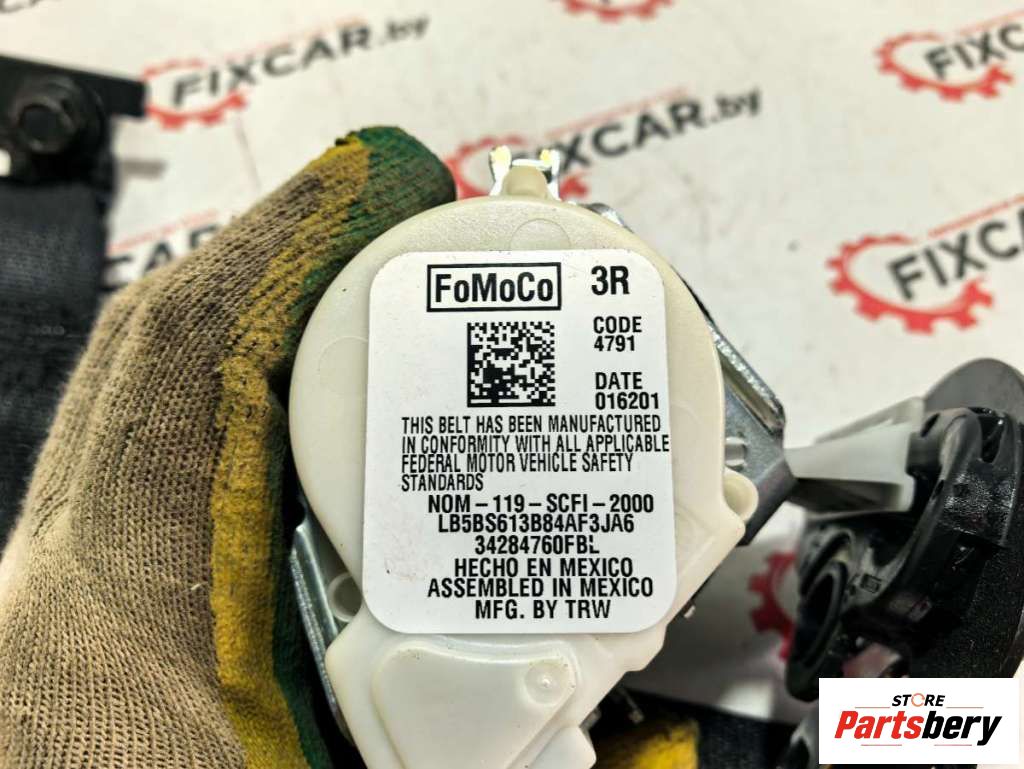 FIXCAR.by
FIXCAR.by
FIXCAR
FoMoCo
3R
CODE
4791
DATE
016201
THIS BELT HAS BEEN MANUFACTURED
IN CONFORMITY WITH ALL APPLICABLE
FEDERAL MOTOR VEHICLE SAFETY
STANDARDS
NOM-119-SCFI-2000
LB5BS613B84AF3JA6
34284760FBL
HECHO EN MEXICO
ASSEMBLED IN MEXICO
MFG. BY TRW
STORE
Partsbery